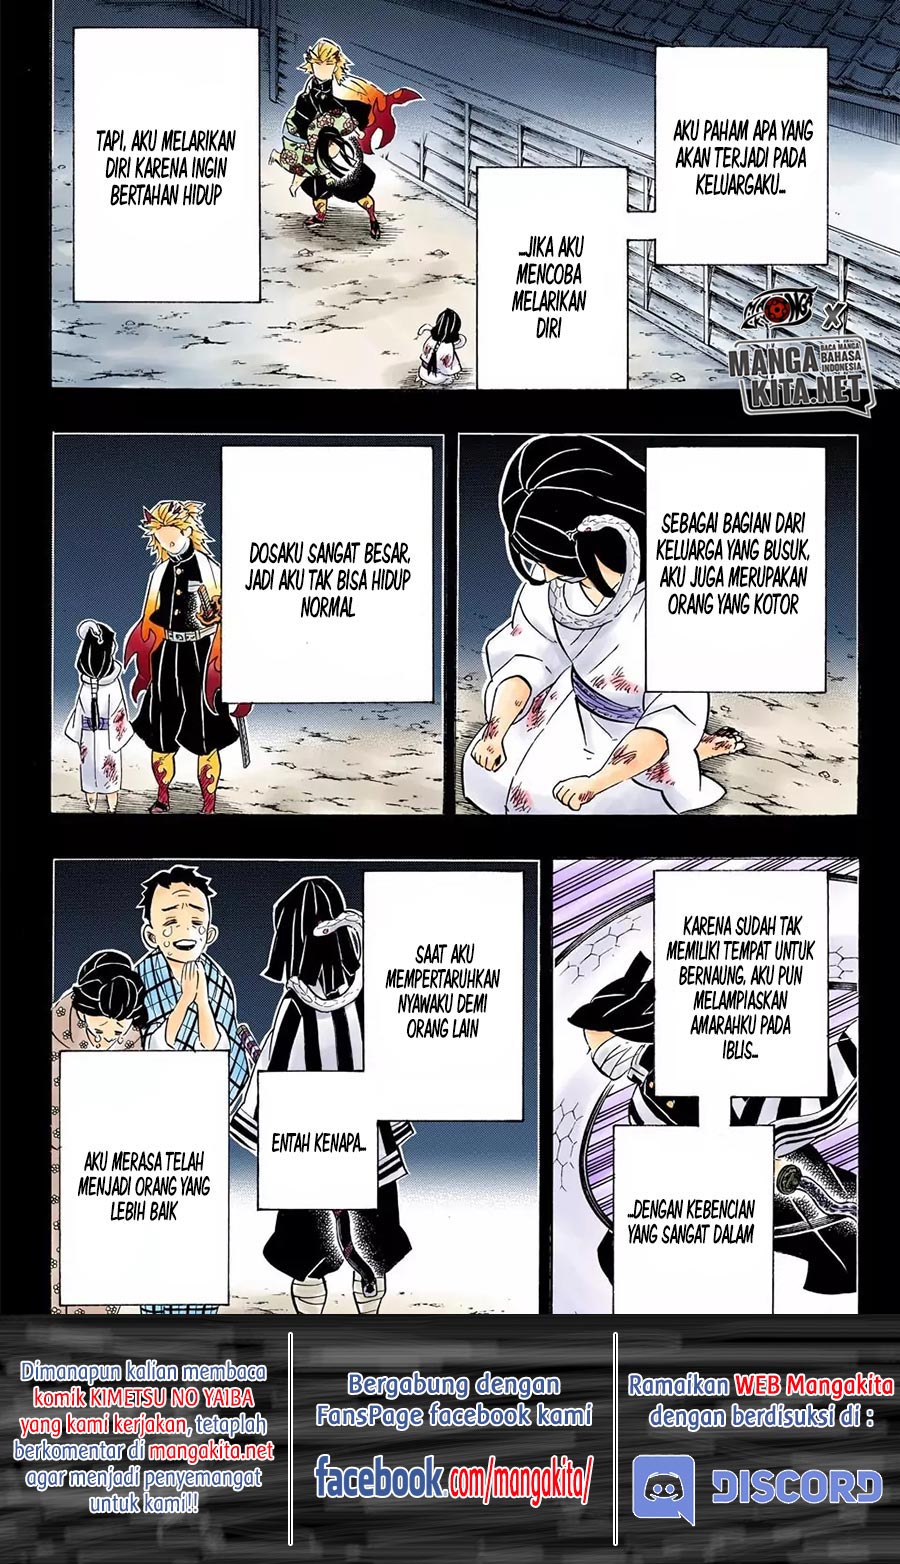 AKU PAHAM APA YANG
AKAN TERJADI PADA
KELUARGAKU...
...JIKA AKU
MENCOBA
MELARIKAN
DIRI
TAPI, AKU MELARIKAN
DIRI KARENA INGIN
BERTAHAN HIDUP
X
MANGA
KITA.NET
BACA MANGA
BAHASA
INDONESIA
SEBAGAI BAGIAN DARI
KELUARGA YANG BUSUK,
AKU JUGA MERUPAKAN
ORANG YANG KOTOR
DOSAKU SANGAT BESAR,
JADI AKU TAK BISA HIDUP
NORMAL
KARENA SUDAH TAK
MEMILKI TEMPAT UNTUK
BERNAUNG, AKU PUN
MELAMPIASKAN
AMARAHKU PADA
IBLIS...
...DENGAN KEBENCIAN
YANG SANGAT DALAM
SAAT AKU
MEMPERTARUHKAN
NYAWAKU DEMI
ORANG LAIN
ENTAH KENAPA...
AKU MERASA TELAH
MENJADI ORANG YANG
LEBIH BAIK
Dimanapun kalian membaca
komik KIMETSU NO YAIBA
yang kami kerjakan, tetaplah
berkomentar di mangakita.net
agar menjadi penyemangat
untuk kami!!
Bergabung dengan
FansPage facebook kami
facebook.com/mangakita/
Ramaikan WEB Mangakita
dengan berdisuksi di :
DISCORD